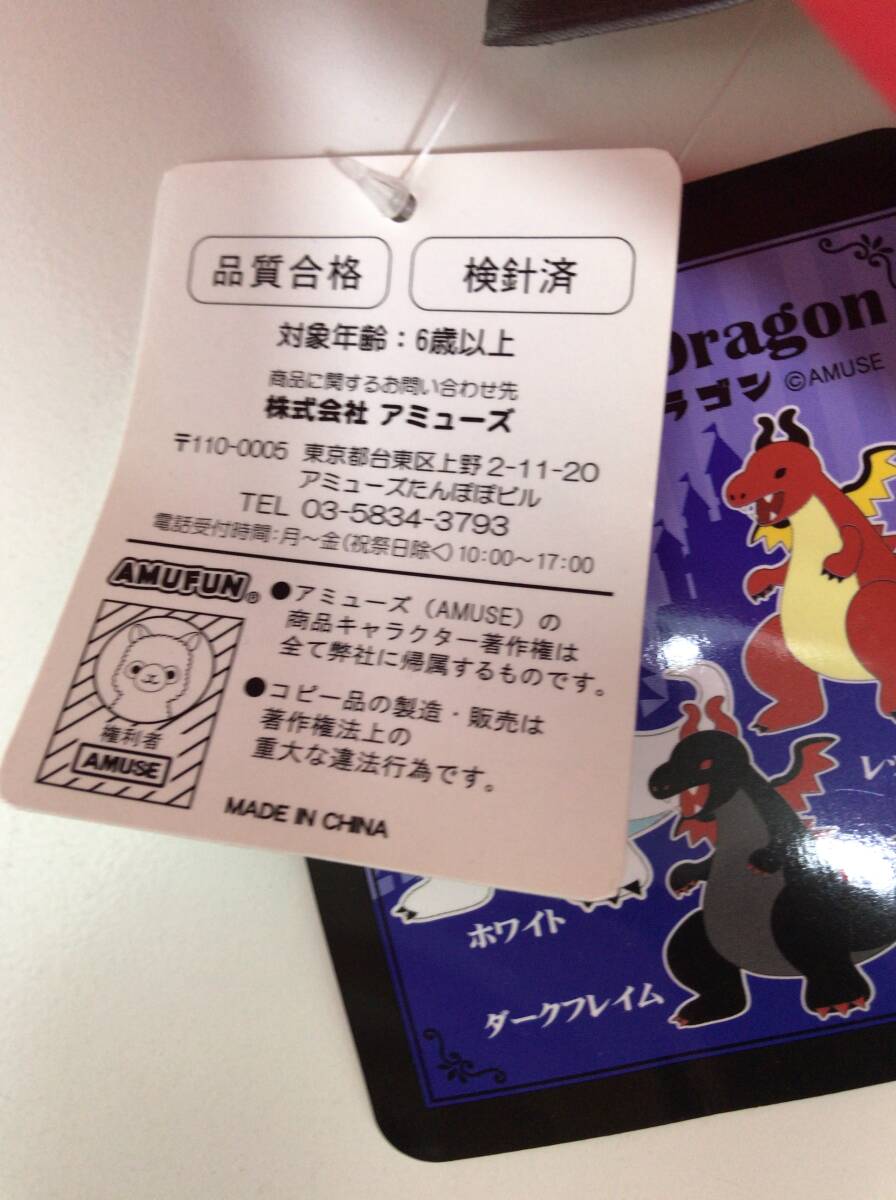 品質合格 検針済
対象年齢：6歳以上
商品に関するお問い合わせ先
株式会社 アミューズ
〒110-0005 東京都台東区上野2-11-20
アミューズたんぽぽビル
TEL 03-5834-3793
電話受付時間：月～金（祝祭日除く）10:00～17:00
AMUFUN®
●アミューズ（AMUSE）の
商品キャラクター著作権は
全て弊社に帰属するものです。
●コピー品の製造・販売は
著作権法上の
重大な違法行為です。
権利者
AMUSE
MADE IN CHINA
Dragon
ラゴン ©AMUSE
レッ
ホワイト
ダークフレイム